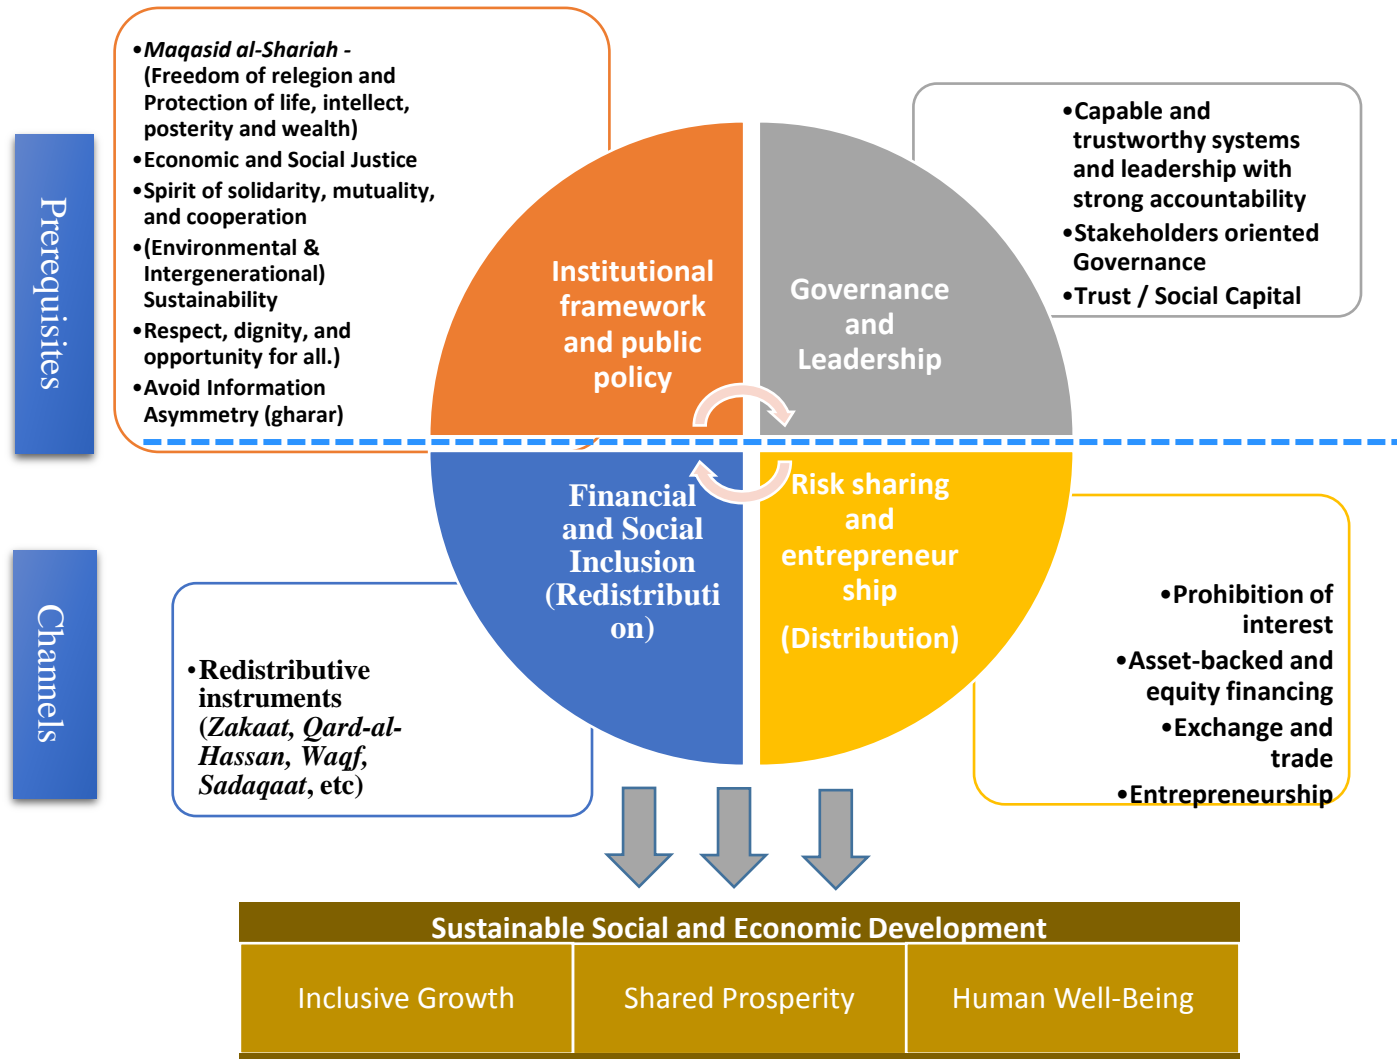 Prerequisites
•Maqasid al-Shariah -
(Freedom of relegion and
Protection of life, intellect,
posterity and wealth)
•Economic and Social Justice
•Spirit of solidarity, mutuality,
and cooperation
•(Environmental &
Intergenerational)
Sustainability
•Respect, dignity, and
opportunity for all.)
•Avoid Information
Asymmetry (gharar)
Institutional
framework
and public
policy
Governance
and
Leadership
•Capable and
trustworthy systems
and leadership with
strong accountability
•Stakeholders oriented
Governance
•Trust / Social Capital
Channels
•Redistributive
instruments
(Zakaat, Qard-al-
Hassan, Waqf,
Sadaqaat, etc)
Financial
and Social
Inclusion
(Redistributi
on)
Risk sharing
and
entrepreneur
ship
(Distribution)
•Prohibition of
interest
•Asset-backed and
equity financing
•Exchange and
trade
•Entrepreneurship
Sustainable Social and Economic Development
Inclusive Growth
Shared Prosperity
Human Well-Being